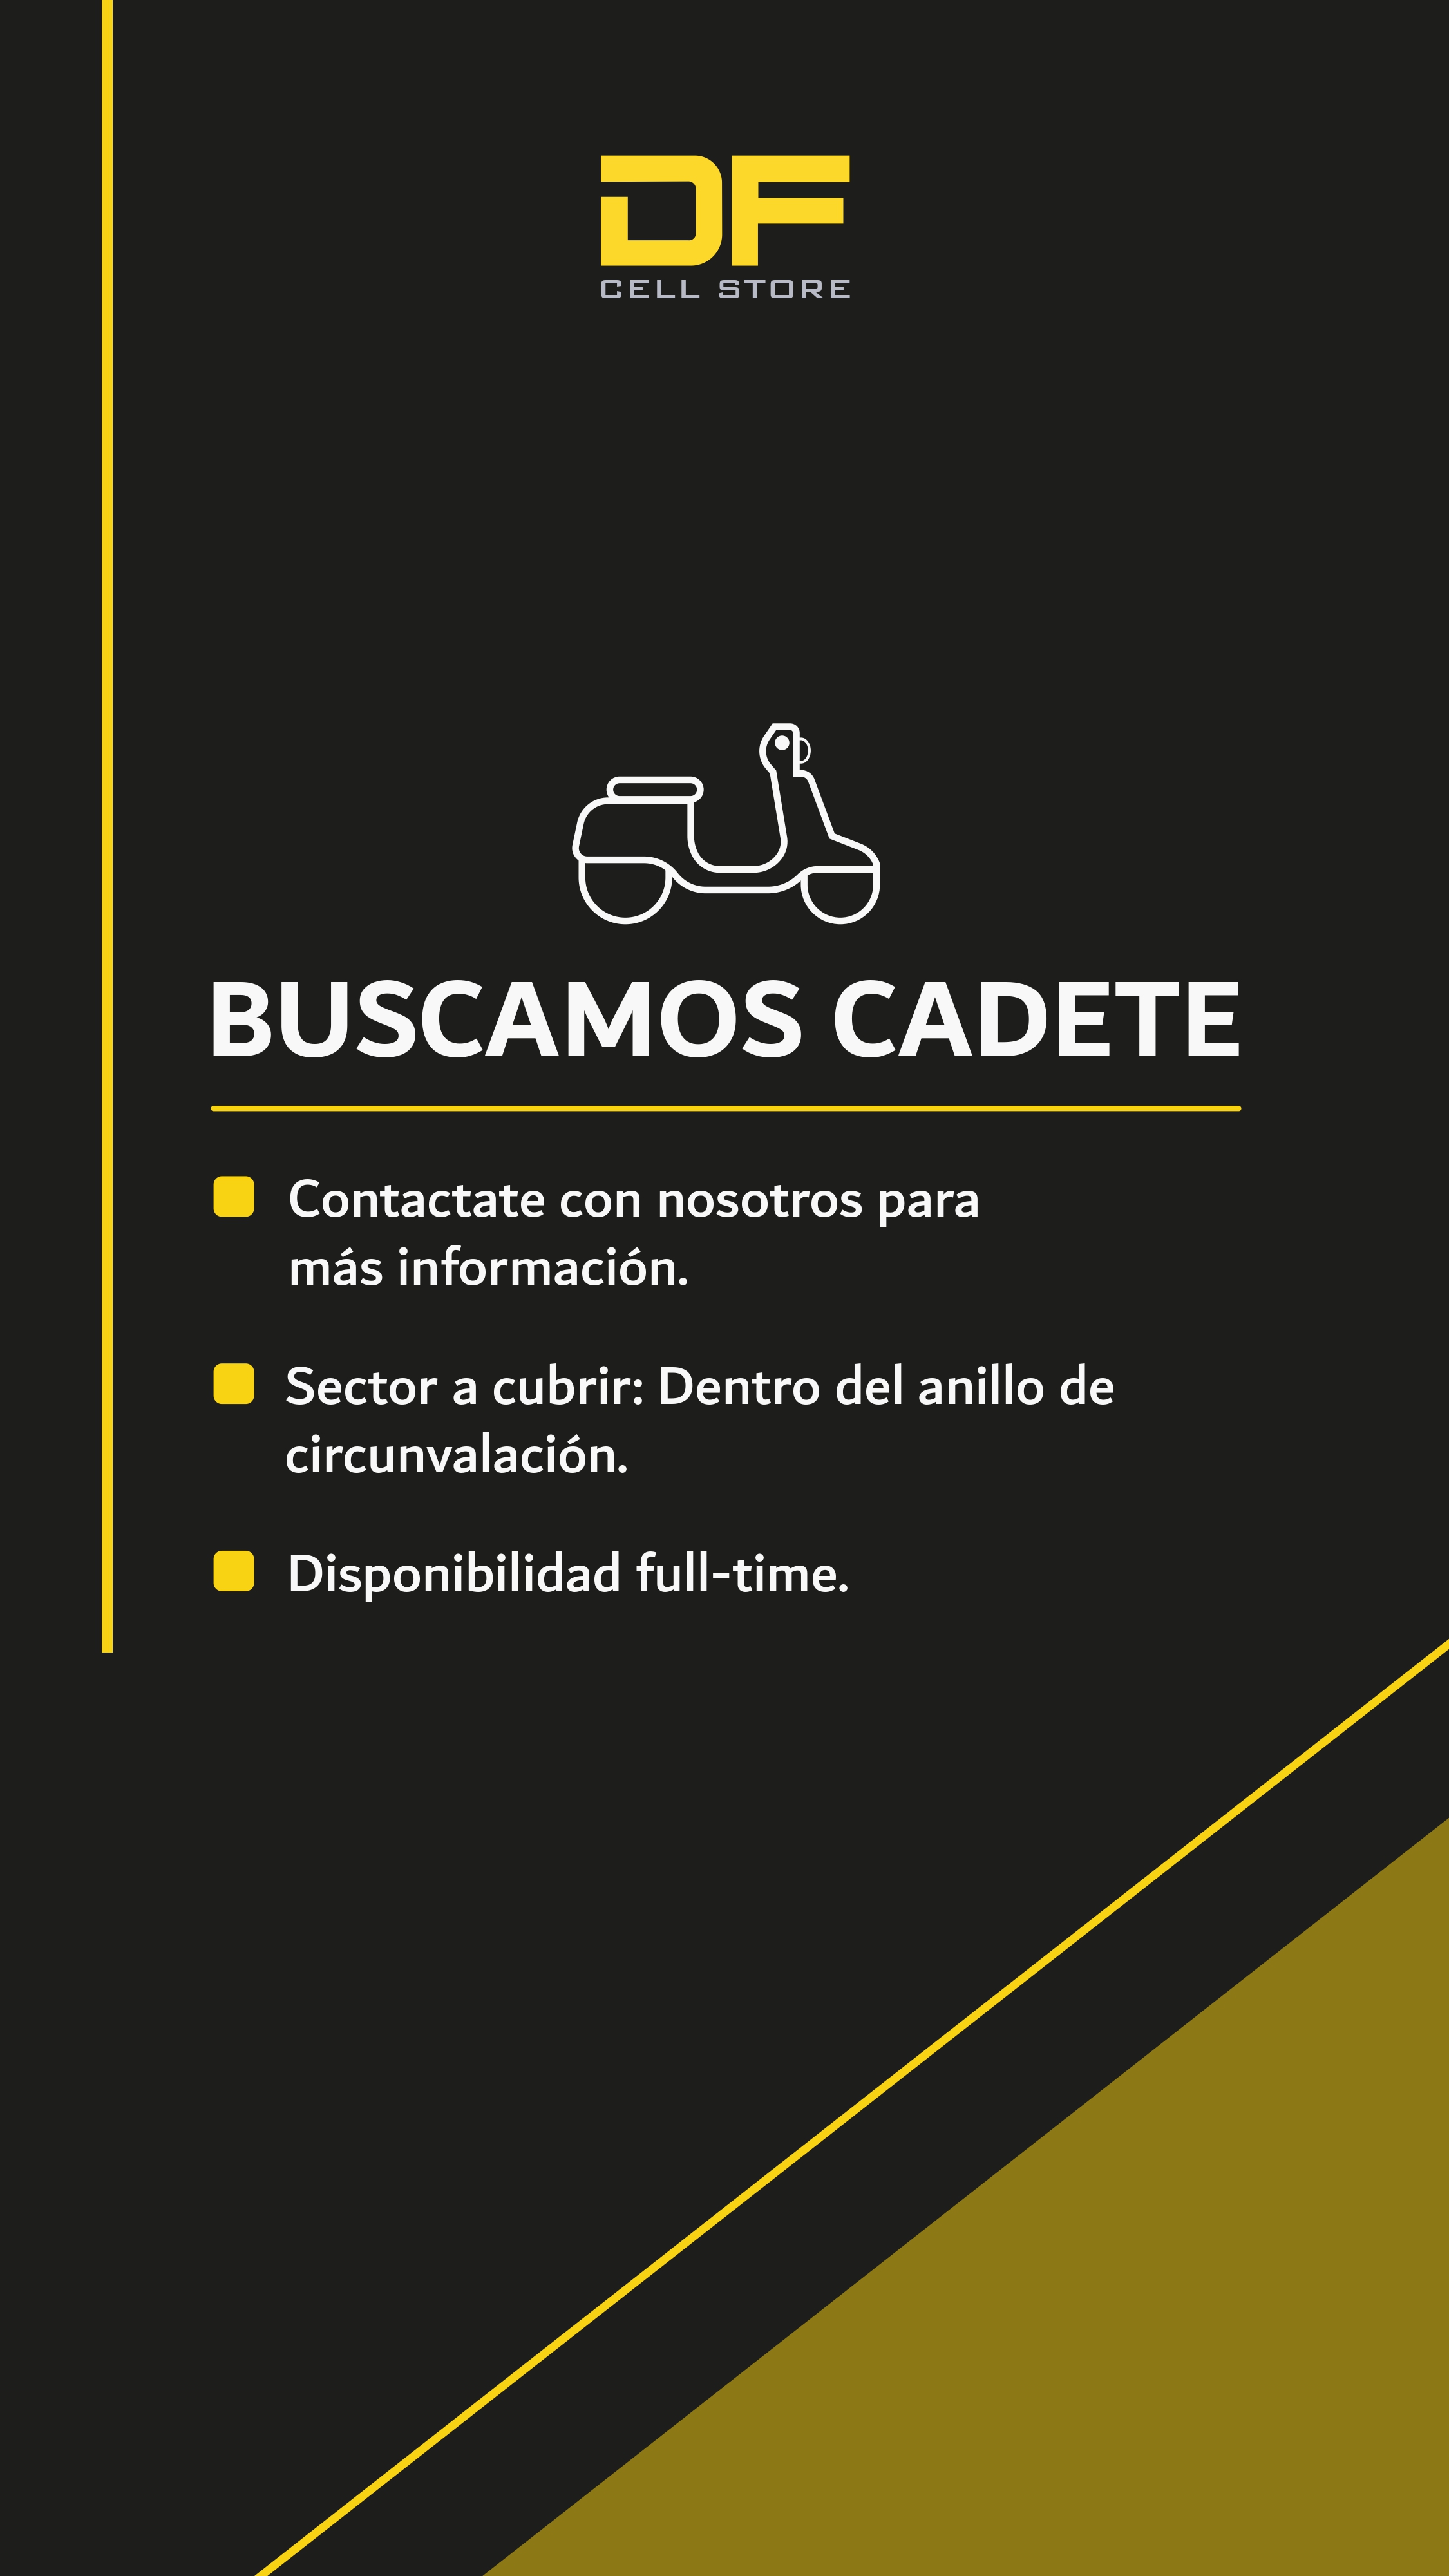 DF
CELL STORE
BUSCAMOS CADETE
Contactate con nosotros para
más información.
Sector a cubrir: Dentro del anillo de
circunvalación.
Disponibilidad full-time.